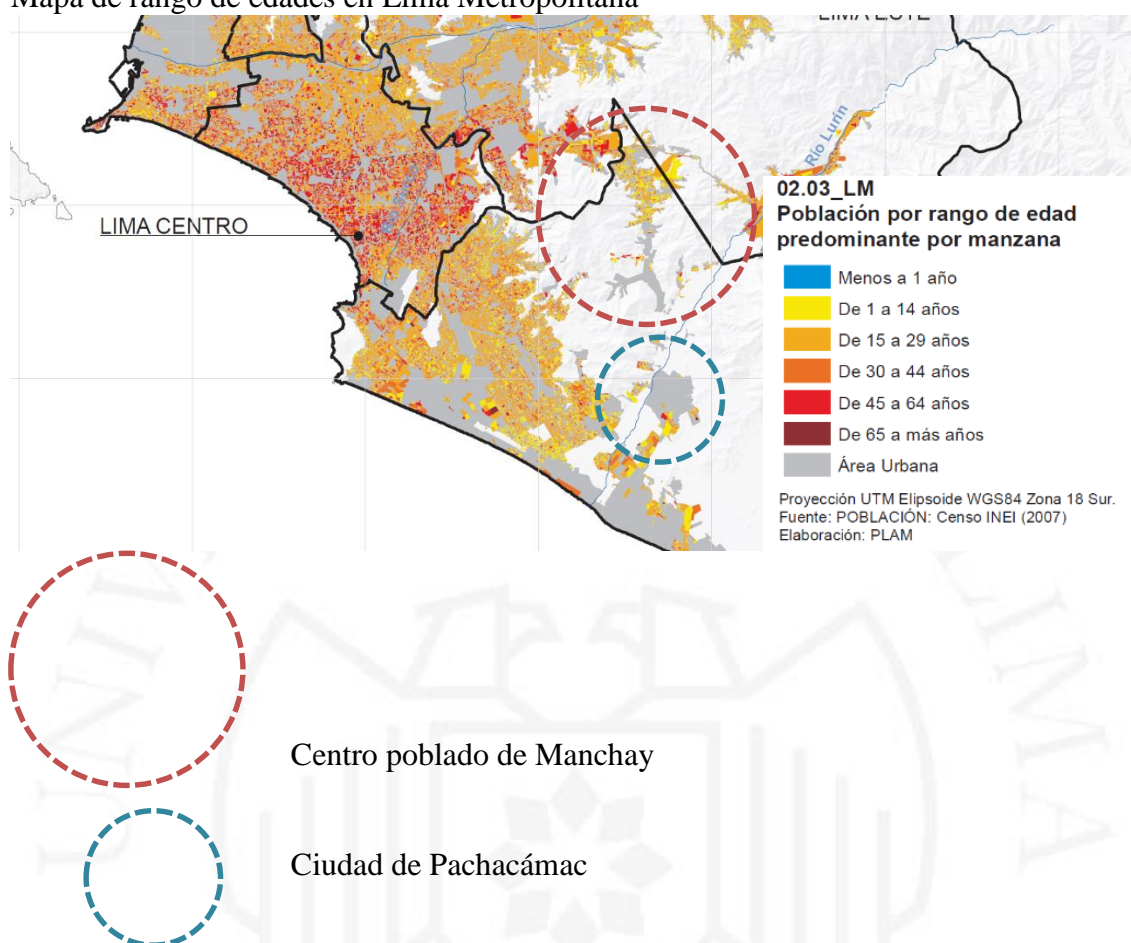 Mapa de rango de edades en Lima Metropolitana
LIMA ESTE
Río Lurín
LIMA CENTRO
02.03_LM
Población por rango de edad
predominante por manzana
Menos a 1 año
De 1 a 14 años
De 15 a 29 años
De 30 a 44 años
De 45 a 64 años
De 65 a más años
Área Urbana
Proyección UTM Elipsoide WGS84 Zona 18 Sur.
Fuente: POBLACIÓN: Censo INEI (2007)
Elaboración: PLAM
Centro poblado de Manchay
Ciudad de Pachacámac